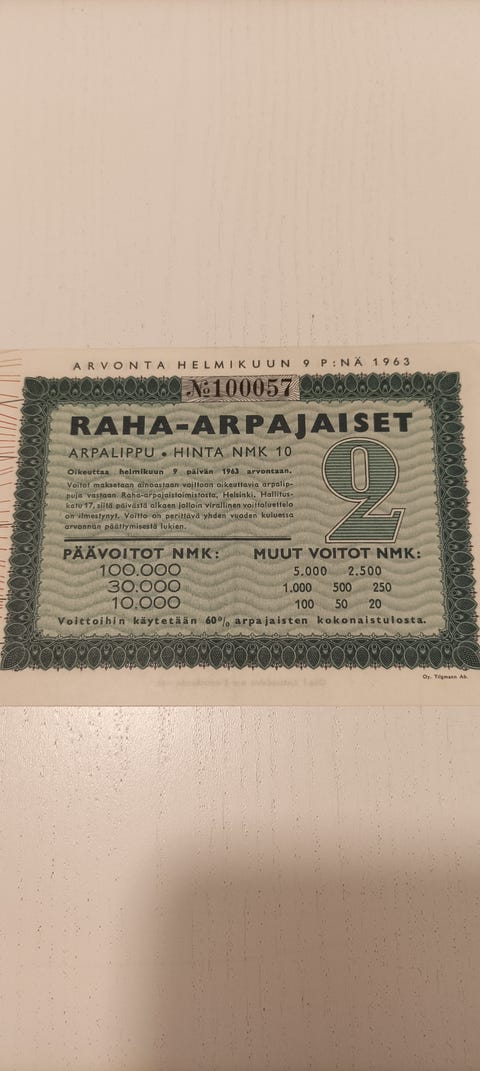 ARVONTA HELMIKUUN 9 P:NÄ 1963
№100057
RAHA-ARPAJAISET
ARPALIPPU • HINTA NMK 10
2
Oikeuttaa helmikuun 9 päivän 1963 arvontaan.
Voitot maksetaan ainoastaan voittoon oikeuttavia arpalip-
puja vastaan Raha-arpajaistoimistosta, Helsinki, Hallitus-
katu 17, siitä päivästä alkaen jolloin virallinen voittoluettelo
on ilmestynyt. Voitto on perittävä yhden vuoden kuluessa
arvonnan päättymisestä lukien.
PÄÄVOITOT NMK:
100.000
30.000
10.000
MUUT VOITOT NMK:
5.000 2.500
1.000 500 250
100 50 20
Voittoihin käytetään 60% arpajaisten kokonaistulosta.
Oy. Tilgmann Ab.